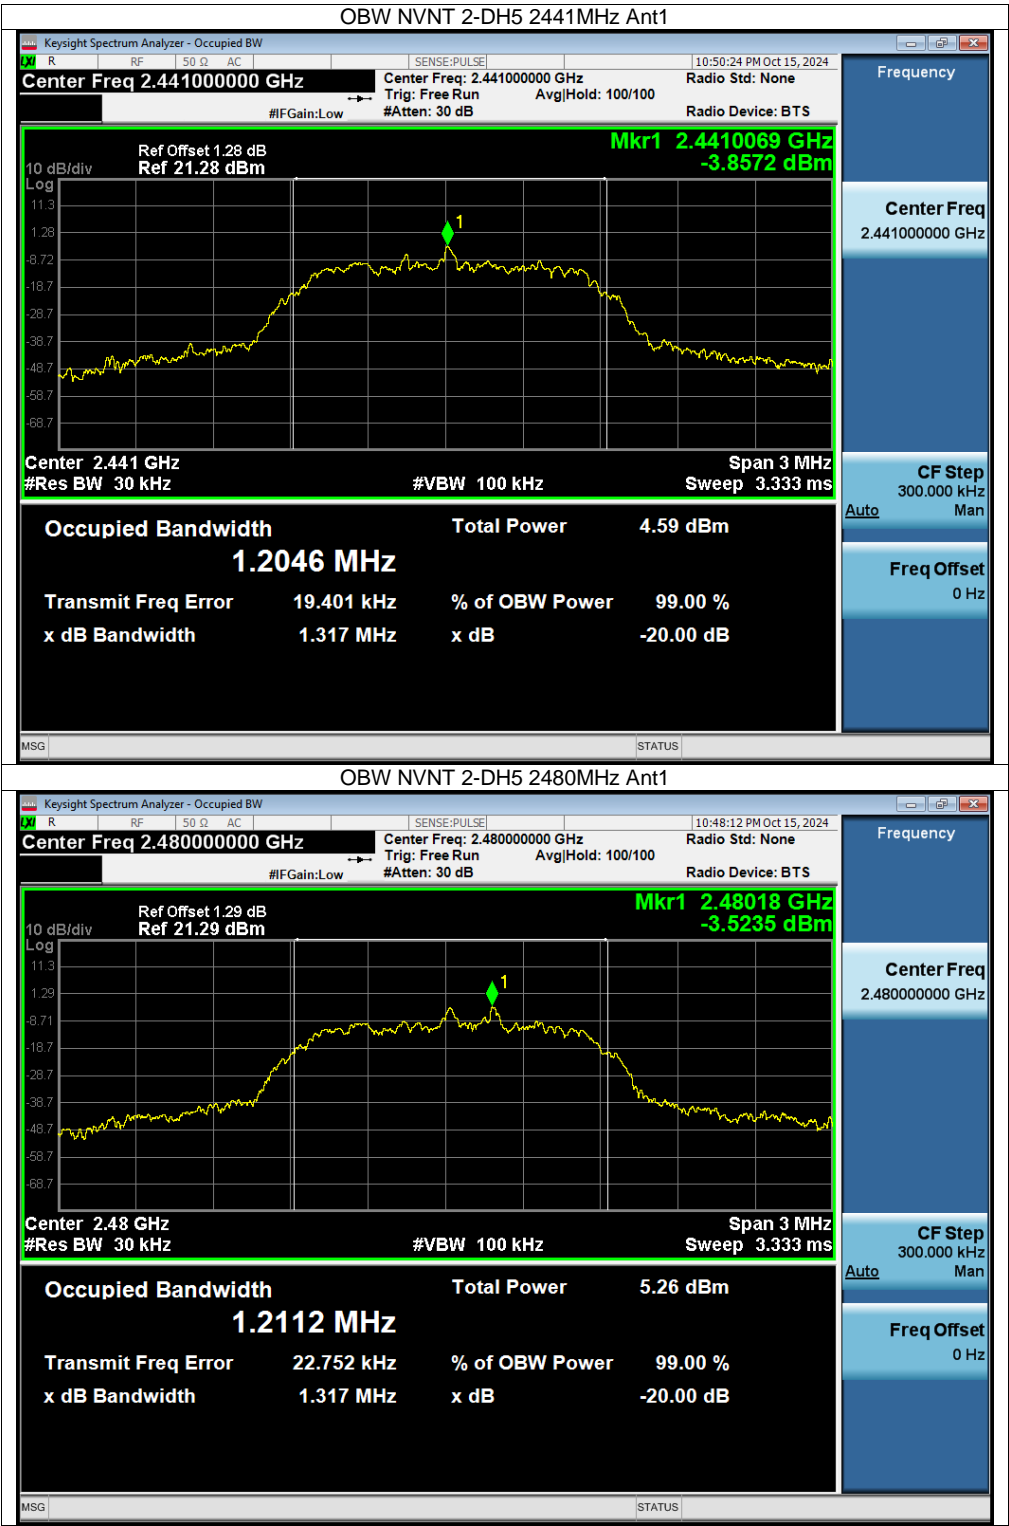 OBW NVNT 2-DH5 2441MHz Ant1
Keysight Spectrum Analyzer - Occupied BW
LXI R RF 50 Ω AC SENSE:PULSE 10:50:24 PM Oct 15, 2024
Center Freq 2.441000000 GHz
Center Freq: 2.441000000 GHz
Radio Std: None
Trig: Free Run Avg|Hold: 100/100
#IFGain:Low
#Atten: 30 dB
Radio Device: BTS
Frequency
Mkr1 2.4410069 GHz
-3.8572 dBm
Ref Offset 1.28 dB
10 dB/div Ref 21.28 dBm
Log
11.3
1.28
-8.72
-18.7
-28.7
-38.7
-48.7
-58.7
-68.7
1
Center Freq
2.441000000 GHz
Center 2.441 GHz Span 3 MHz
#Res BW 30 kHz #VBW 100 kHz Sweep 3.333 ms
CF Step
300.000 kHz
Auto Man
Occupied Bandwidth
1.2046 MHz
Total Power 4.59 dBm
Freq Offset
0 Hz
Transmit Freq Error 19.401 kHz % of OBW Power 99.00 %
x dB Bandwidth 1.317 MHz x dB -20.00 dB
MSG STATUS
OBW NVNT 2-DH5 2480MHz Ant1
Keysight Spectrum Analyzer - Occupied BW
LXI R RF 50 Ω AC SENSE:PULSE 10:48:12 PM Oct 15, 2024
Center Freq 2.480000000 GHz
Center Freq: 2.480000000 GHz
Radio Std: None
Trig: Free Run Avg|Hold: 100/100
#IFGain:Low
#Atten: 30 dB
Radio Device: BTS
Frequency
Mkr1 2.48018 GHz
-3.5235 dBm
Ref Offset 1.29 dB
10 dB/div Ref 21.29 dBm
Log
11.3
1.29
-8.71
-18.7
-28.7
-38.7
-48.7
-58.7
-68.7
1
Center Freq
2.480000000 GHz
Center 2.48 GHz Span 3 MHz
#Res BW 30 kHz #VBW 100 kHz Sweep 3.333 ms
CF Step
300.000 kHz
Auto Man
Occupied Bandwidth
1.2112 MHz
Total Power 5.26 dBm
Freq Offset
0 Hz
Transmit Freq Error 22.752 kHz % of OBW Power 99.00 %
x dB Bandwidth 1.317 MHz x dB -20.00 dB
MSG STATUS